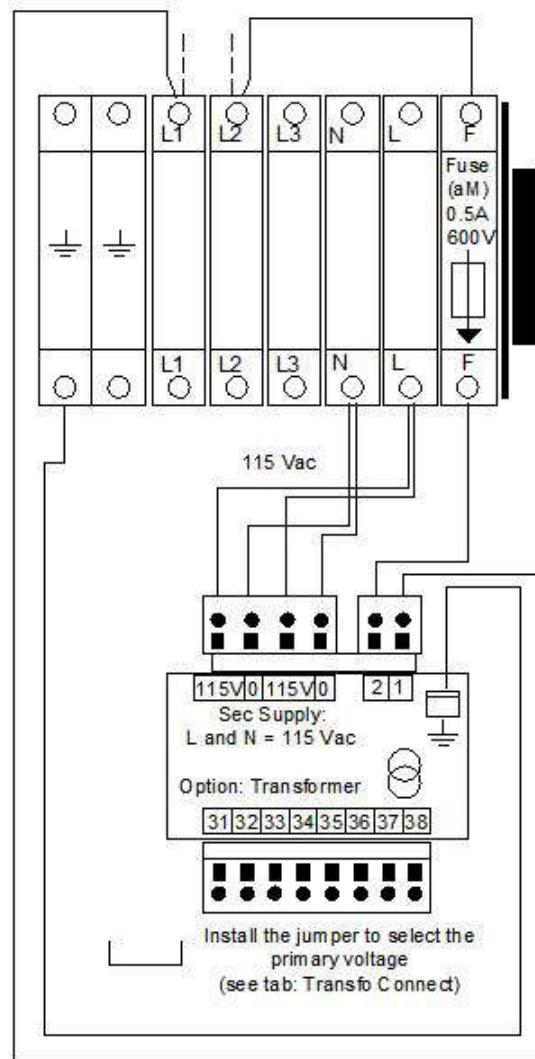 L1 L2 L3 N L F
Fuse
(aM)
0.5A
600V
L1 L2 L3 N L F
115 Vac
115V 0 115V 0 2 1
Sec Supply:
L and N = 115 Vac
Option: Transformer
31 32 33 34 35 36 37 38
Install the jumper to select the
primary voltage
(see tab: Transfo Connect)